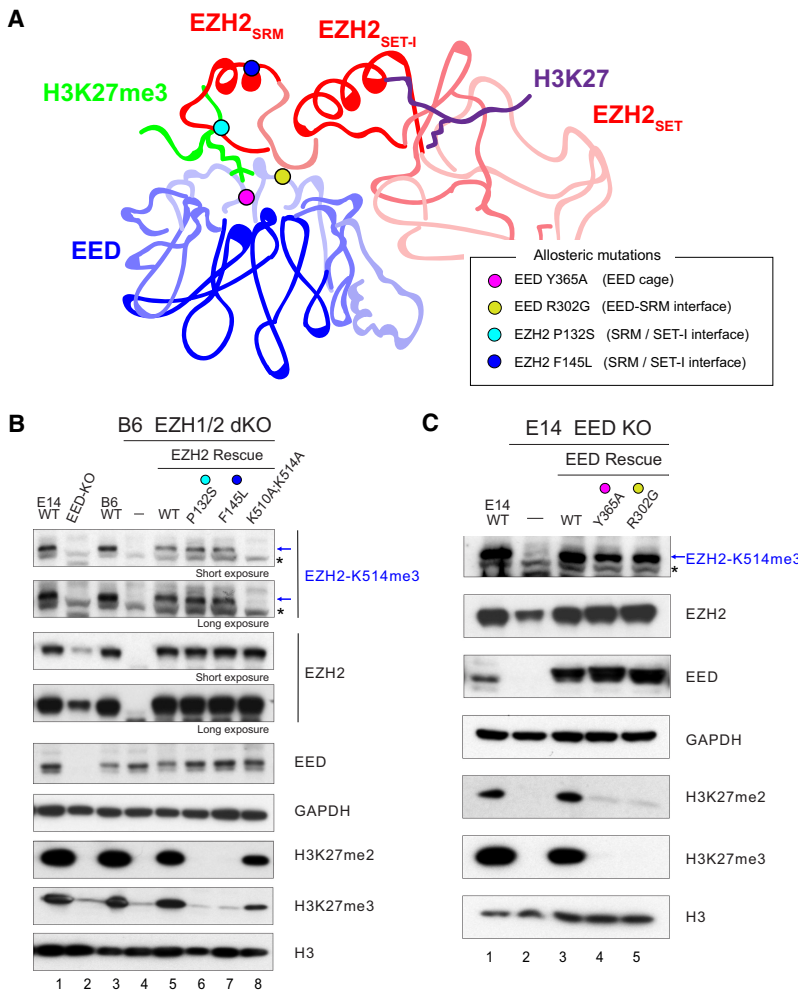 A
EZH2SRM
EZH2SET-I
H3K27me3
H3K27
EZH2SET
EED
Allosteric mutations
EED Y365A (EED cage)
EED R302G (EED-SRM interface)
EZH2 P132S (SRM / SET-I interface)
EZH2 F145L (SRM / SET-I interface)
B
B6 EZH1/2 dKO
EZH2 Rescue
E14 WT
EED-KO
B6 WT
–
WT
P132S
F145L
K510A;K514A
*
Short exposure
EZH2-K514me3
*
Long exposure
Short exposure
EZH2
Long exposure
EED
GAPDH
H3K27me2
H3K27me3
H3
1 2 3 4 5 6 7 8
C
E14 EED KO
EED Rescue
E14 WT
—
WT
Y365A
R302G
EZH2-K514me3
*
EZH2
EED
GAPDH
H3K27me2
H3K27me3
H3
1 2 3 4 5